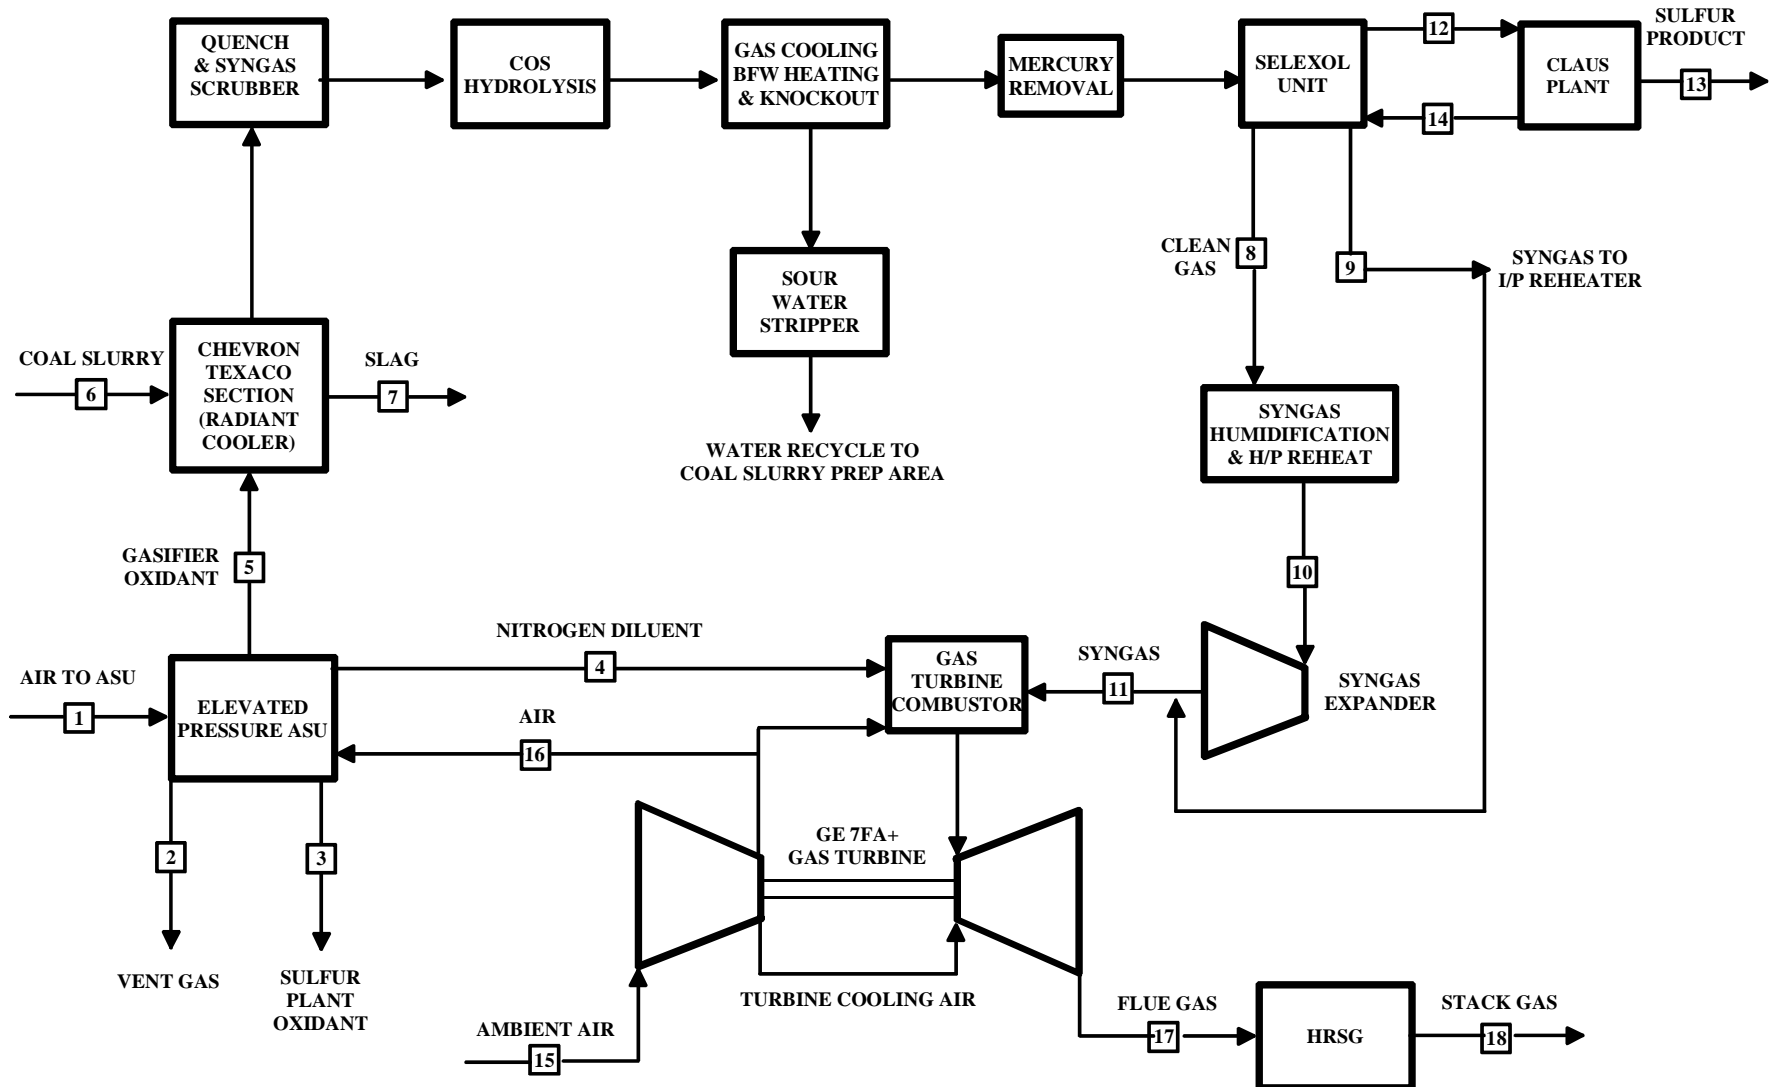 QUENCH
& SYNGAS
SCRUBBER
COS
HYDROLYSIS
GAS COOLING
BFW HEATING
& KNOCKOUT
MERCURY
REMOVAL
SELEXOL
UNIT
12
CLAUS
PLANT
SULFUR
PRODUCT
13
14
CLEAN
GAS
8
9
SYNGAS TO
I/P REHEATER
SOUR
WATER
STRIPPER
COAL SLURRY
6
CHEVRON
TEXACO
SECTION
(RADIANT
COOLER)
SLAG
7
SYNGAS
HUMIDIFICATION
& H/P REHEAT
WATER RECYCLE TO
COAL SLURRY PREP AREA
GASIFIER
OXIDANT
5
10
NITROGEN DILUENT
4
GAS
TURBINE
COMBUSTOR
SYNGAS
11
SYNGAS
EXPANDER
AIR TO ASU
1
ELEVATED
PRESSURE ASU
AIR
16
2
3
GE 7FA+
GAS TURBINE
VENT GAS
SULFUR
PLANT
OXIDANT
TURBINE COOLING AIR
AMBIENT AIR
15
FLUE GAS
17
HRSG
STACK GAS
18